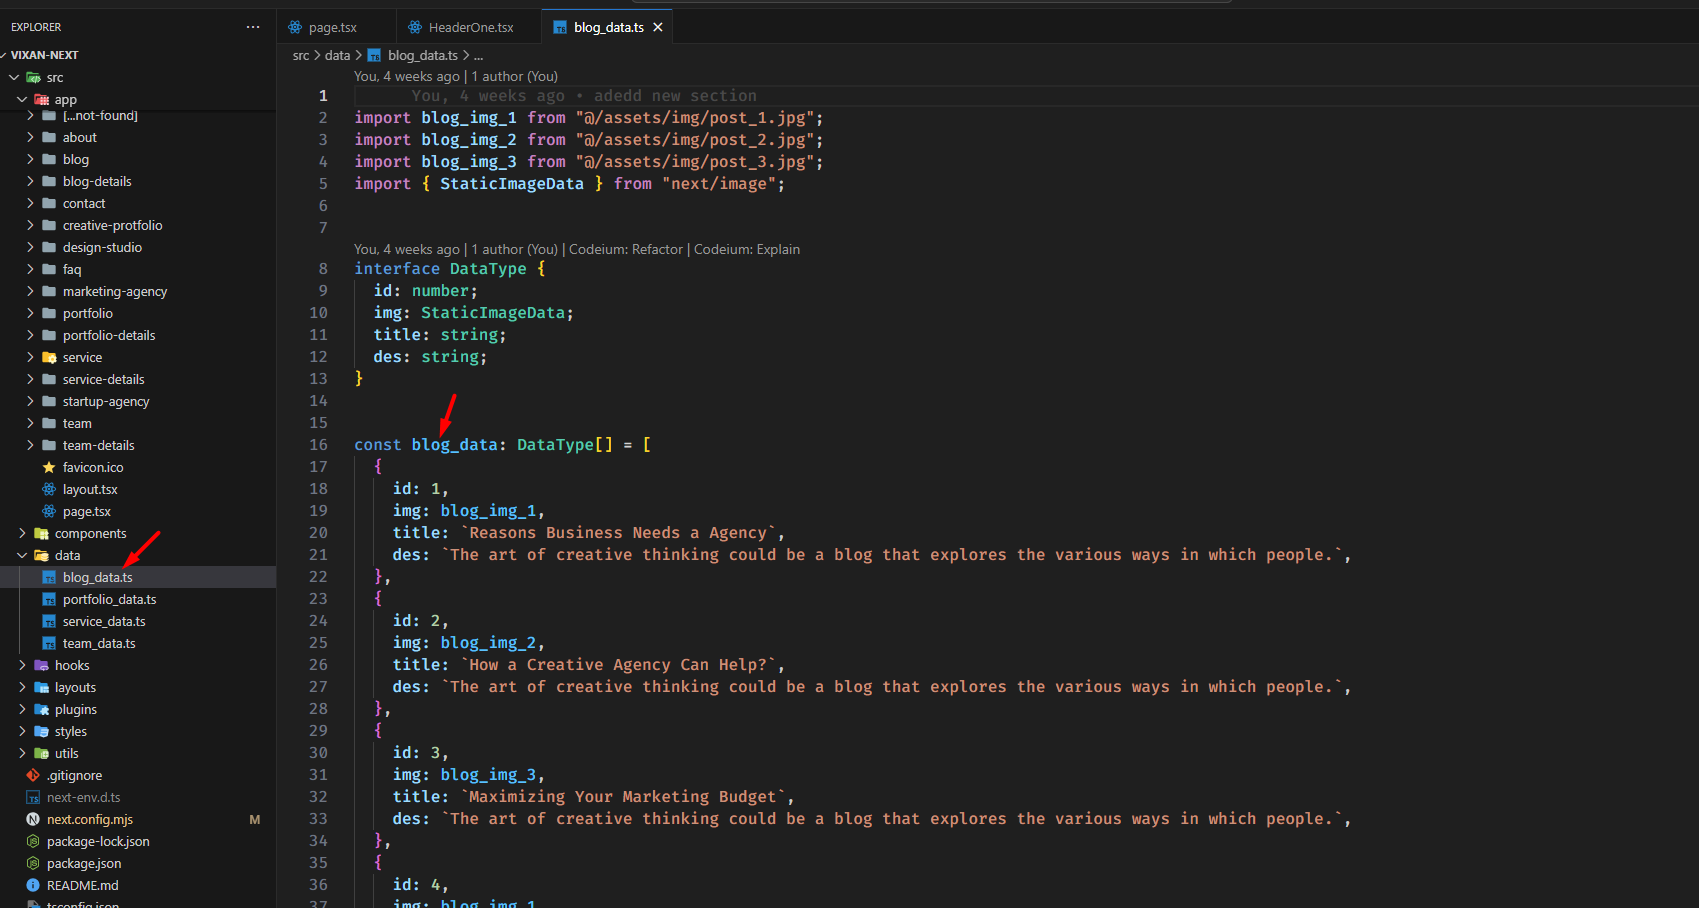 EXPLORER
···
VIXAN-NEXT
src
app
[...not-found]
about
blog
blog-details
contact
creative-protfolio
design-studio
faq
marketing-agency
portfolio
portfolio-details
service
service-details
startup-agency
team
team-details
favicon.ico
layout.tsx
page.tsx
components
data
blog_data.ts
portfolio_data.ts
service_data.ts
team_data.ts
hooks
layouts
plugins
styles
utils
.gitignore
next-env.d.ts
next.config.mjs M
package-lock.json
package.json
README.md
tsconfig.json
page.tsx HeaderOne.tsx blog_data.ts
src > data > blog_data.ts > ...
You, 4 weeks ago | 1 author (You)
1 You, 4 weeks ago • adedd new section
2 import blog_img_1 from "@/assets/img/post_1.jpg";
3 import blog_img_2 from "@/assets/img/post_2.jpg";
4 import blog_img_3 from "@/assets/img/post_3.jpg";
5 import { StaticImageData } from "next/image";
6
7
You, 4 weeks ago | 1 author (You) | Codeium: Refactor | Codeium: Explain
8 interface DataType {
9 id: number;
10 img: StaticImageData;
11 title: string;
12 des: string;
13 }
14
15
16 const blog_data: DataType[] = [
17 {
18 id: 1,
19 img: blog_img_1,
20 title: `Reasons Business Needs a Agency`,
21 des: `The art of creative thinking could be a blog that explores the various ways in which people.`,
22 },
23 {
24 id: 2,
25 img: blog_img_2,
26 title: `How a Creative Agency Can Help?`,
27 des: `The art of creative thinking could be a blog that explores the various ways in which people.`,
28 },
29 {
30 id: 3,
31 img: blog_img_3,
32 title: `Maximizing Your Marketing Budget`,
33 des: `The art of creative thinking could be a blog that explores the various ways in which people.`,
34 },
35 {
36 id: 4,
37 img: blog_img_1